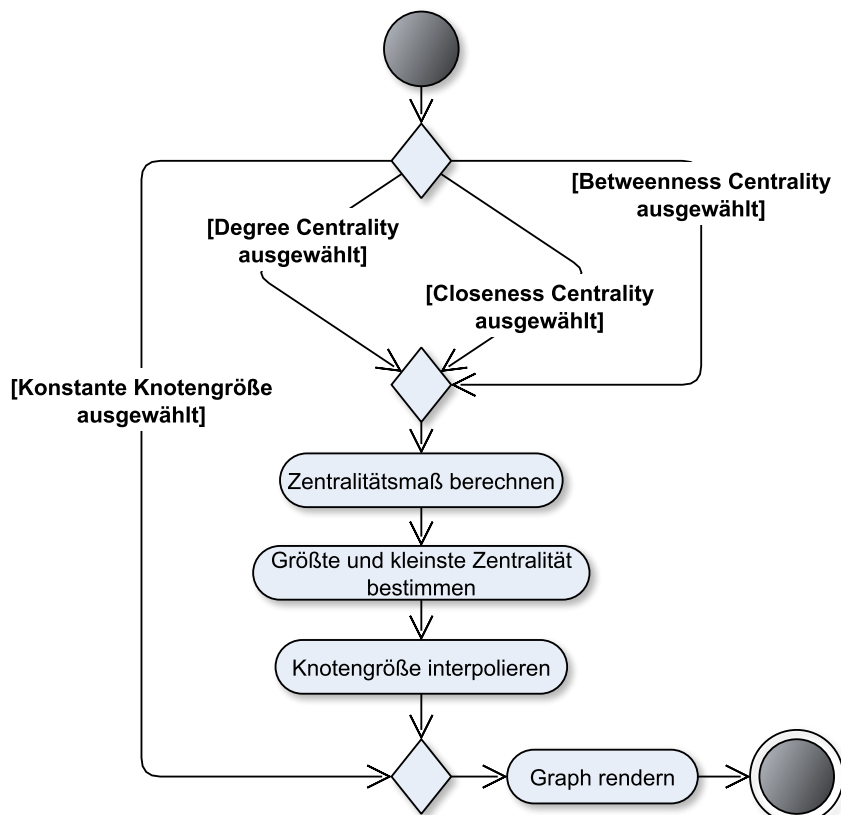 [Betweenness Centrality
ausgewählt]
[Degree Centrality
ausgewählt]
[Closeness Centrality
ausgewählt]
[Konstante Knotengröße
ausgewählt]
Zentralitätsmaß berechnen
Größte und kleinste Zentralität
bestimmen
Knotengröße interpolieren
Graph rendern